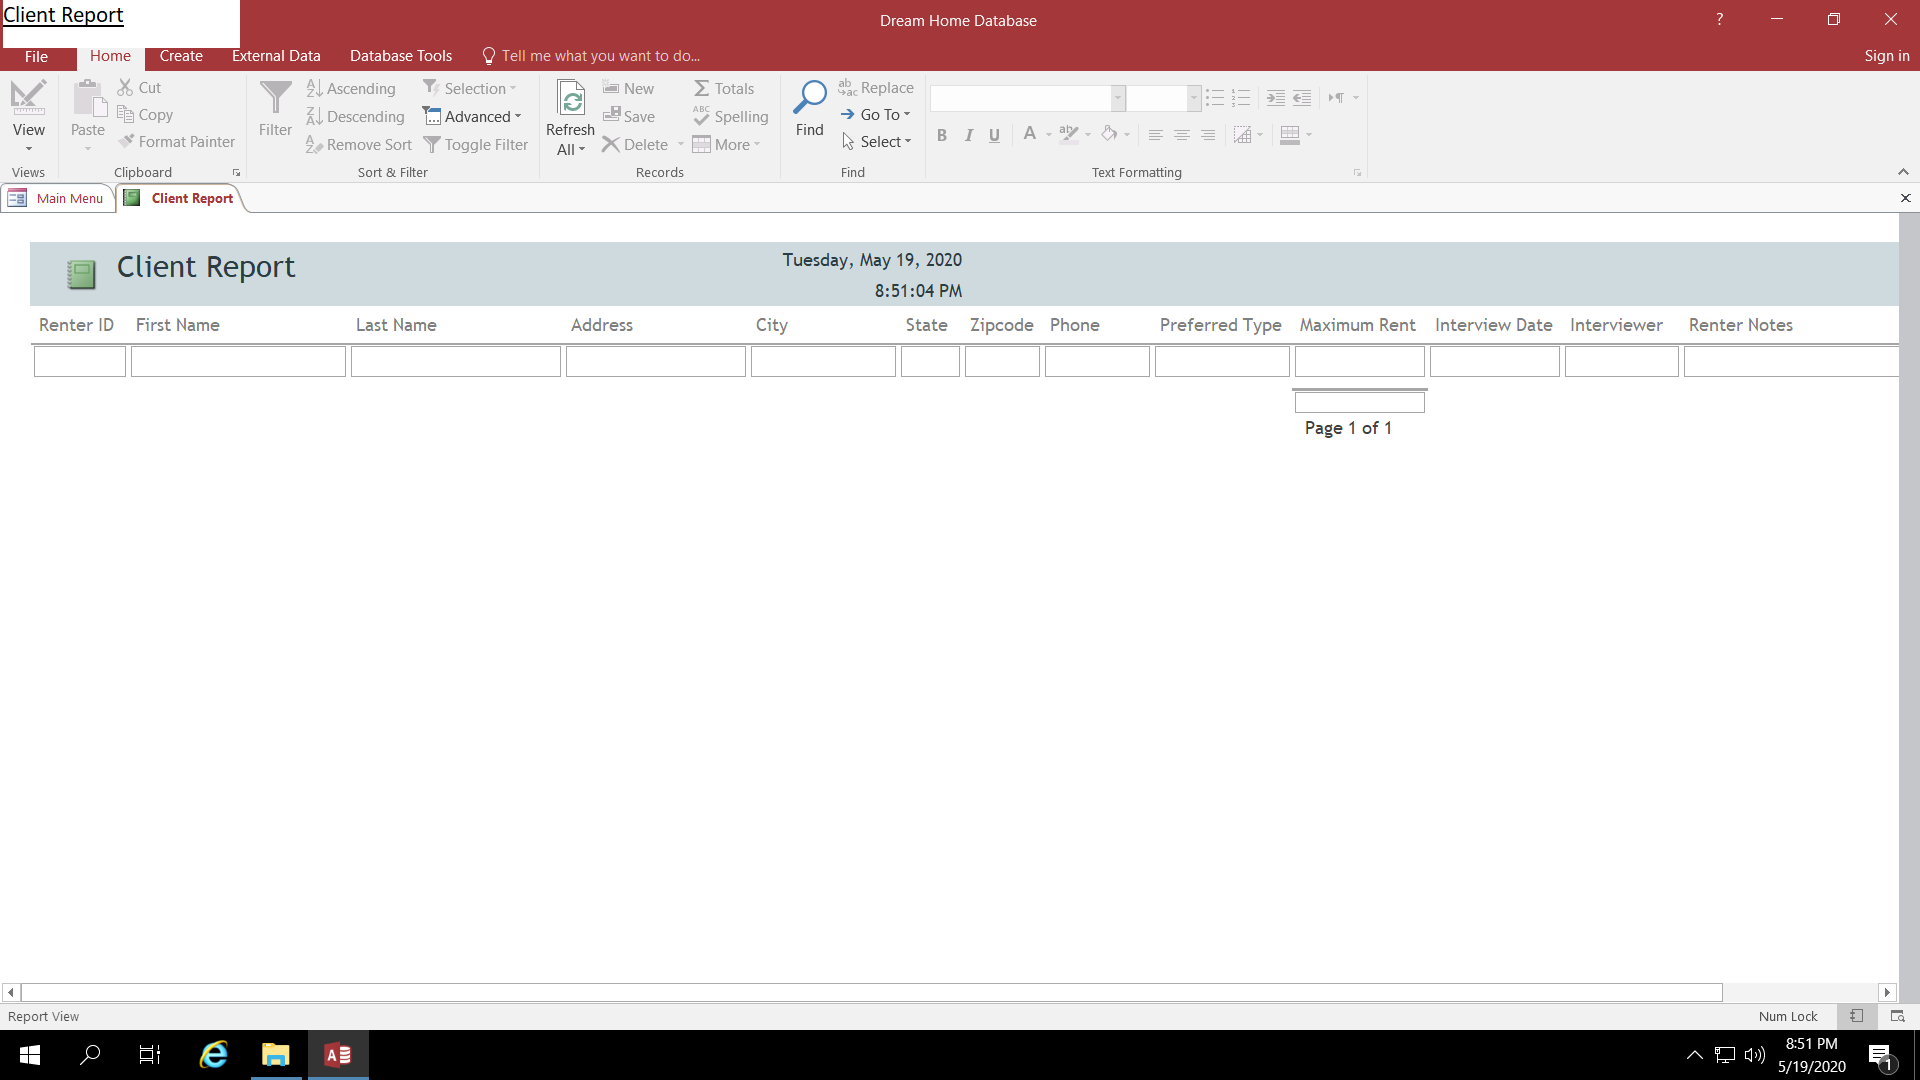 Client Report
Dream Home Database
?
File Home Create External Data Database Tools Tell me what you want to do... Sign in
View
Paste
Cut
Copy
Format Painter
Filter
Ascending
Descending
Remove Sort
Selection
Advanced
Toggle Filter
Refresh
All
New
Save
Delete
Totals
Spelling
More
Find
Replace
Go To
Select
B I U A
Views Clipboard Sort & Filter Records Find Text Formatting
Main Menu Client Report
Client Report
Tuesday, May 19, 2020
8:51:04 PM
Renter ID First Name Last Name Address City State Zipcode Phone Preferred Type Maximum Rent Interview Date Interviewer Renter Notes
Page 1 of 1
Report View Num Lock
8:51 PM
5/19/2020
1